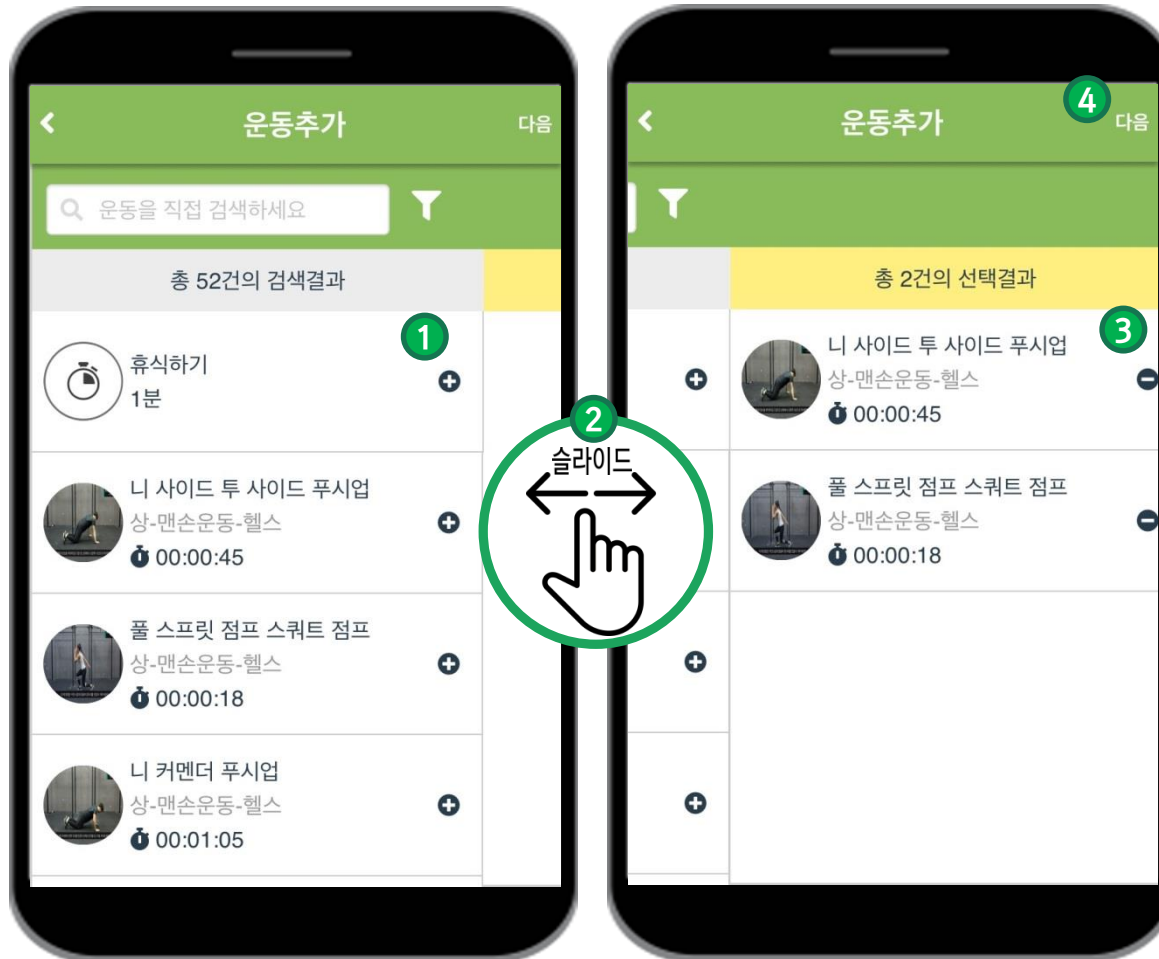 운동추가
다음
운동을 직접 검색하세요
총 52건의 검색결과
1
휴식하기
1분
니 사이드 투 사이드 푸시업
상-맨손운동-헬스
00:00:45
풀 스프릿 점프 스쿼트 점프
상-맨손운동-헬스
00:00:18
니 커멘더 푸시업
상-맨손운동-헬스
00:01:05
2
슬라이드
운동추가
4
다음
총 2건의 선택결과
3
니 사이드 투 사이드 푸시업
상-맨손운동-헬스
00:00:45
풀 스프릿 점프 스쿼트 점프
상-맨손운동-헬스
00:00:18